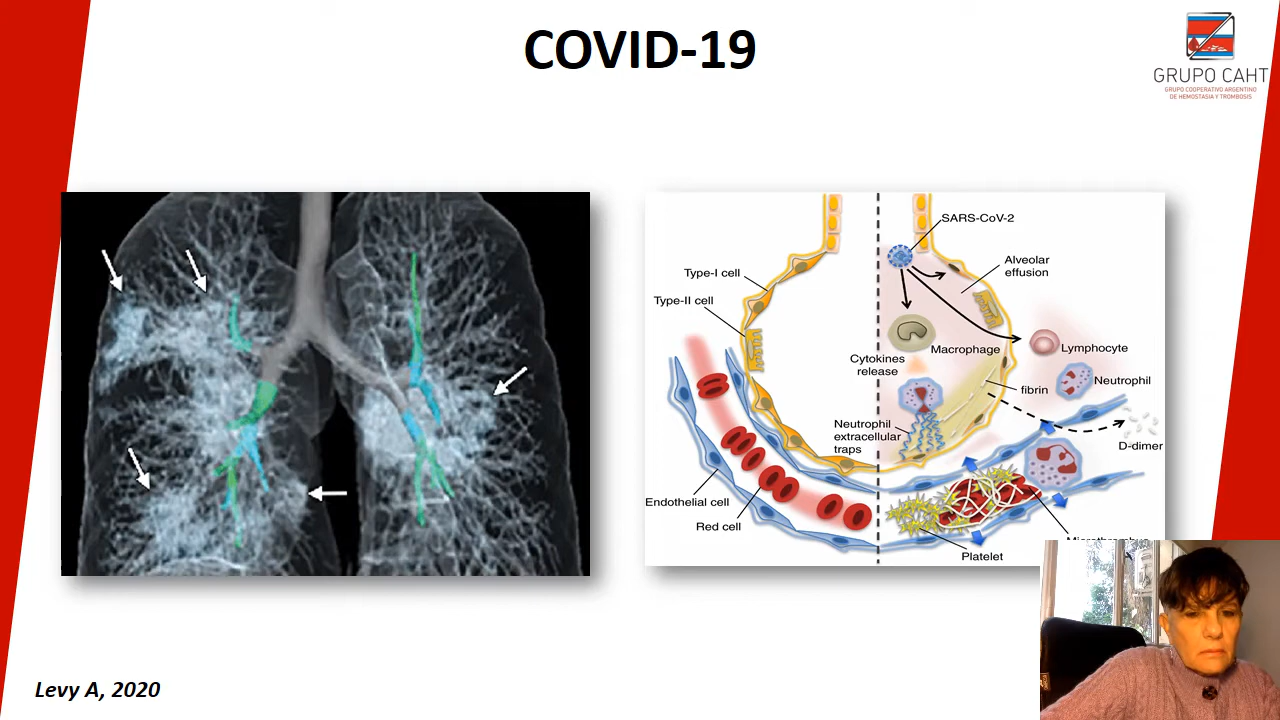 COVID-19
GRUPO CAHT
GRUPO COOPERATIVO ARGENTINO
DE HEMOSTASIA Y TROMBOSIS
SARS-CoV-2
Alveolar
effusion
Type-I cell
Type-II cell
Macrophage
Lymphocyte
Cytokines
release
Neutrophil
fibrin
Neutrophil
extracellular
traps
D-dimer
Endothelial cell
Red cell
Platelet
Levy A, 2020